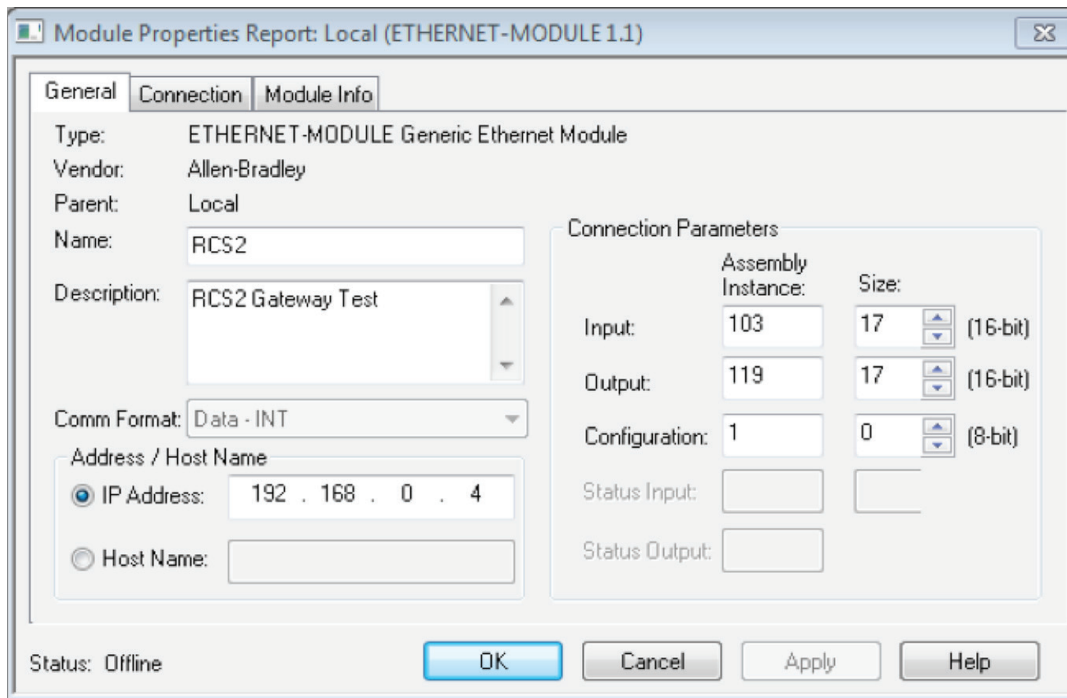 Module Properties Report: Local (ETHERNET-MODULE 1.1)
General Connection Module Info
Type: ETHERNET-MODULE Generic Ethernet Module
Vendor: Allen-Bradley
Parent: Local
Name: RCS2
Description: RCS2 Gateway Test
Comm Format: Data - INT
Address / Host Name
IP Address: 192 . 168 . 0 . 4
Host Name:
Connection Parameters
Assembly
Instance: Size:
Input: 103 17 (16-bit)
Output: 119 17 (16-bit)
Configuration: 1 0 (8-bit)
Status Input:
Status Output:
Status: Offline OK Cancel Apply Help